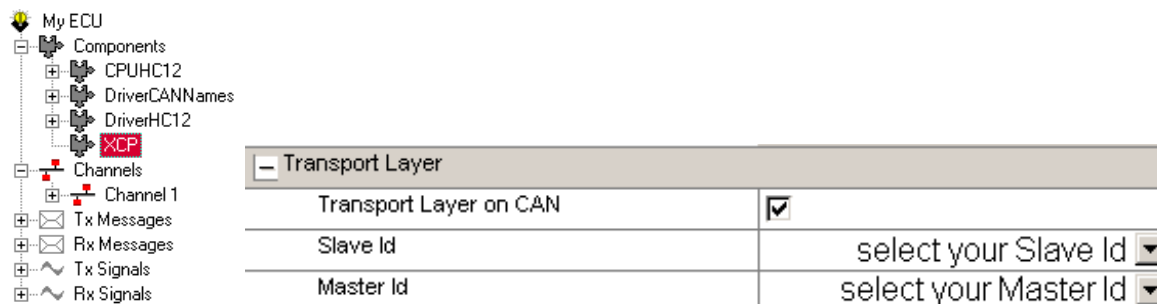 My ECU
Components
CPUHC12
DriverCANNames
DriverHC12
XCP
Channels
Channel 1
Tx Messages
Rx Messages
Tx Signals
Rx Signals
Transport Layer
Transport Layer on CAN
Slave Id select your Slave Id
Master Id select your Master Id